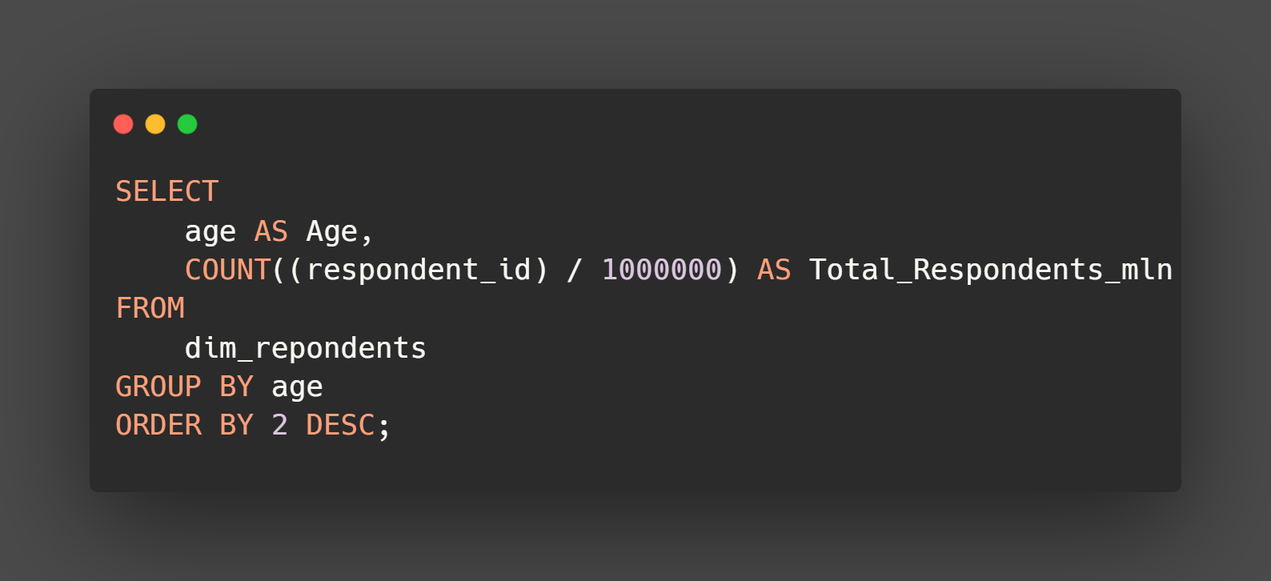 SELECT
    age AS Age,
    COUNT((respondent_id) / 1000000) AS Total_Respondents_mln
FROM
    dim_repondents
GROUP BY age
ORDER BY 2 DESC;